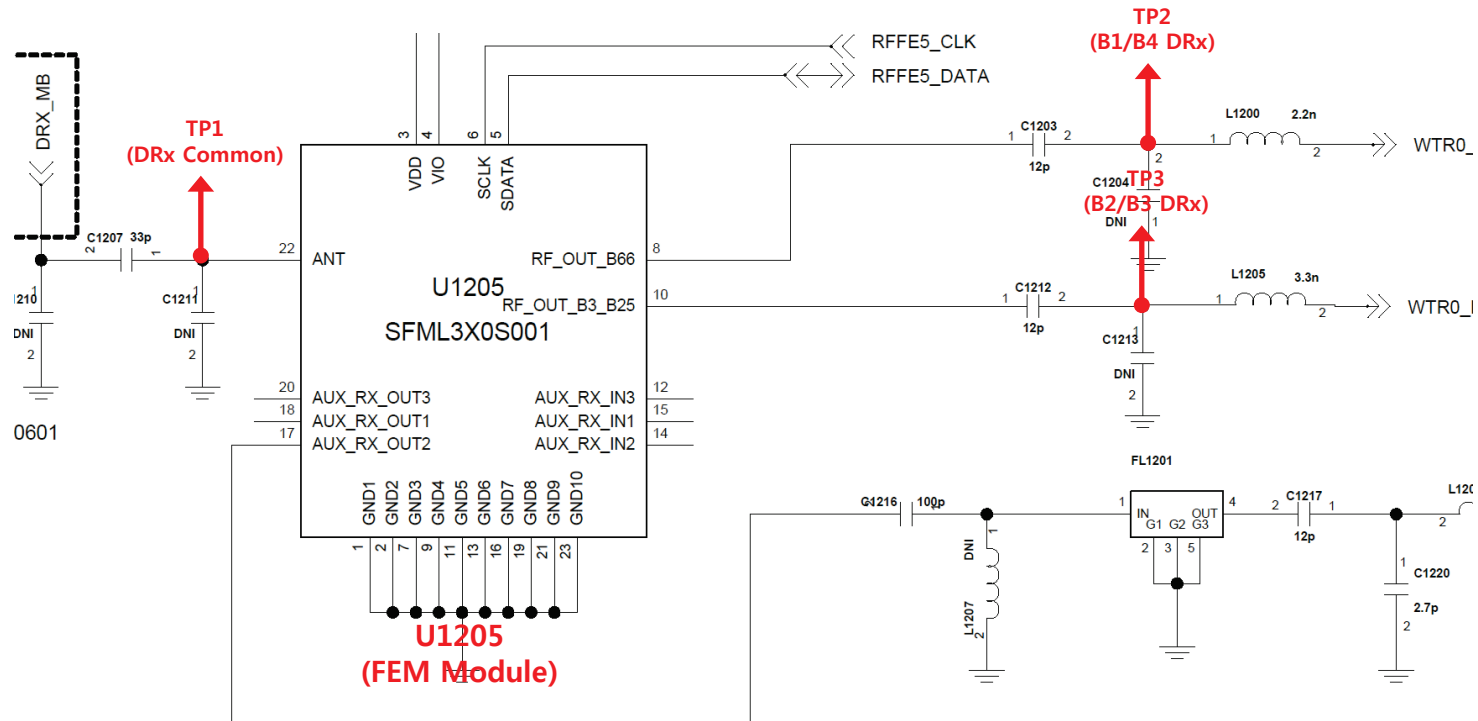 TP2
(B1/B4 DRx)
RFFE5_CLK
RFFE5_DATA
DRX_MB
TP1
(DRx Common)
3
4
6
5
VDD
VIO
SCLK
SDATA
C1203
1
2
12p
L1200
2.2n
1
2
WTR0_
2
C1204
DNI
1
TP3
(B2/B3 DRx)
C1207
33p
2
1
22
ANT
RF_OUT_B66
8
U1205
RF_OUT_B3_B25
10
SFML3X0S001
1
1210
DNI
2
1
C1211
DNI
2
C1212
1
2
12p
L1205
3.3n
1
2
1
C1213
DNI
2
20
AUX_RX_OUT3
AUX_RX_IN3
12
18
AUX_RX_OUT1
AUX_RX_IN1
15
17
AUX_RX_OUT2
AUX_RX_IN2
14
0601
GND1
GND2
GND3
GND4
GND5
GND6
GND7
GND8
GND9
GND10
1
2
7
9
11
13
16
19
21
23
U1205
(FEM Module)
FL1201
C1216
100p
1
IN
OUT
4
G1
G2
G3
2
3
5
C1217
2
1
12p
L120
2
DNI
1
L1207
2
1
C1220
2.7p
2